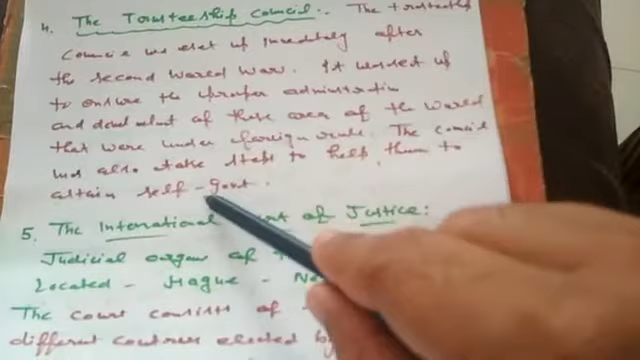 4. The Trusteeship Council:. The trusteeship
Council was set up immediately after
the second world war. It was set up
to ensure the proper administration
and development of those area of the world
that were under foreign rule. The council
was also take steps to help them to
attain self-govt.
5. The International Court of Justice:
Judicial organs of
Located - Hague -
The court consists of
different countries elected by